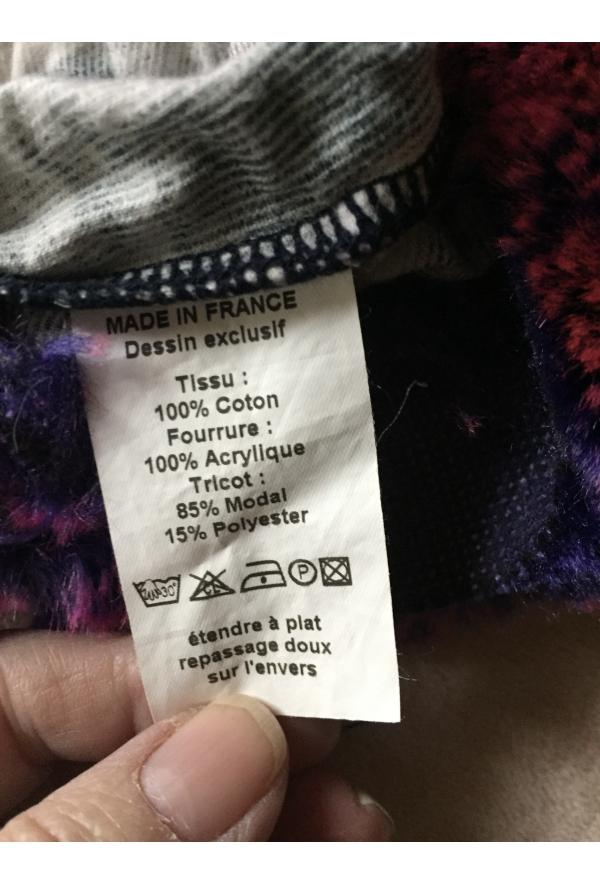 MADE IN FRANCE
Dessin exclusif
Tissu :
100% Coton
Fourrure :
100% Acrylique
Tricot :
85% Modal
15% Polyester
30° CL P
étendre à plat
repassage doux
sur l'envers